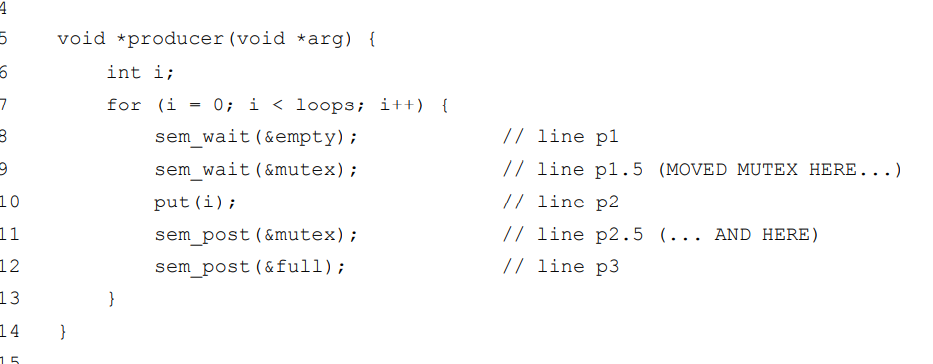 4
5 void *producer(void *arg) {
6 int i;
7 for (i = 0; i < loops; i++) {
8 sem_wait(&empty); // line p1
9 sem_wait(&mutex); // line p1.5 (MOVED MUTEX HERE...)
10 put(i); // line p2
11 sem_post(&mutex); // line p2.5 (... AND HERE)
12 sem_post(&full); // line p3
13 }
14 }
15